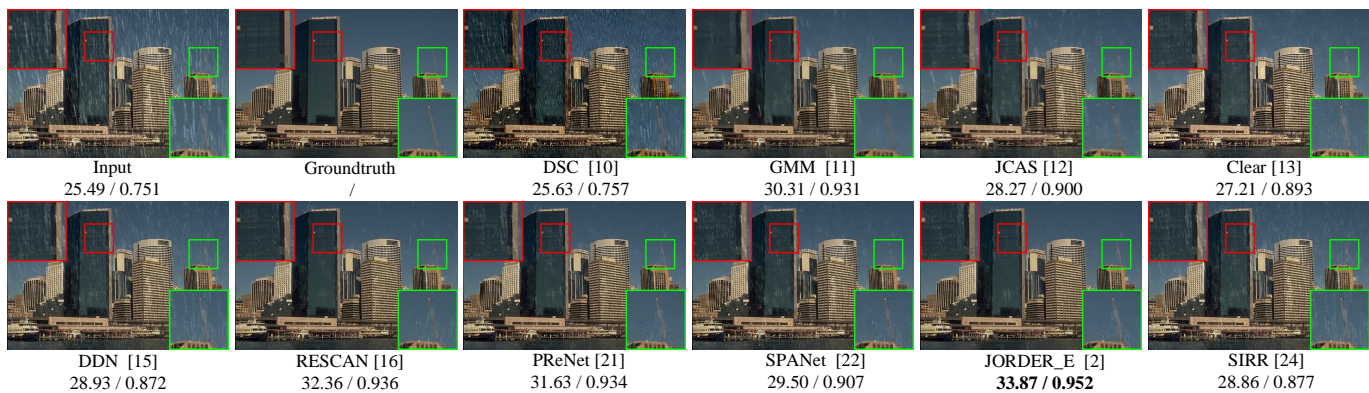 Input Groundtruth DSC [10] GMM [11] JCAS [12] Clear [13]
25.49 / 0.751 / 25.63 / 0.757 30.31 / 0.931 28.27 / 0.900 27.21 / 0.893
DDN [15] RESCAN [16] PReNet [21] SPANet [22] JORDER_E [2] SIRR [24]
28.93 / 0.872 32.36 / 0.936 31.63 / 0.934 29.50 / 0.907 33.87 / 0.952 28.86 / 0.877